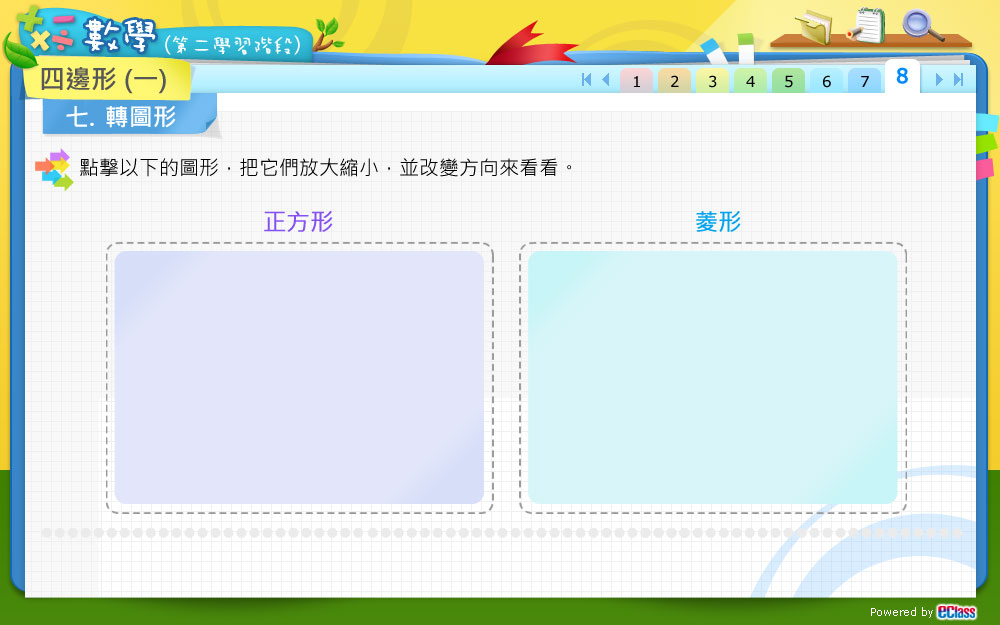 數學 (第二學習階段)
四邊形 (一)
1 2 3 4 5 6 7 8
七. 轉圖形
點擊以下的圖形，把它們放大縮小，並改變方向來看看。
正方形
菱形
Powered by eClass